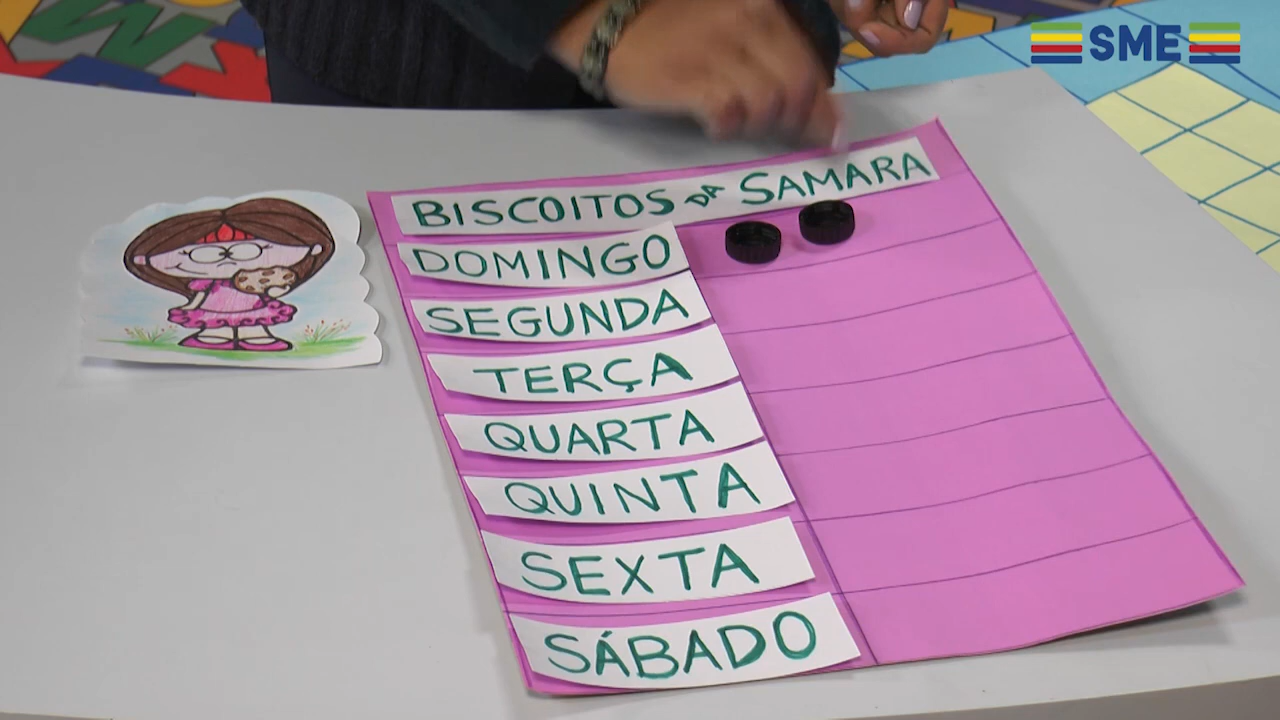 SME
BISCOITOS DA SAMARA
DOMINGO
SEGUNDA
TERÇA
QUARTA
QUINTA
SEXTA
SÁBADO